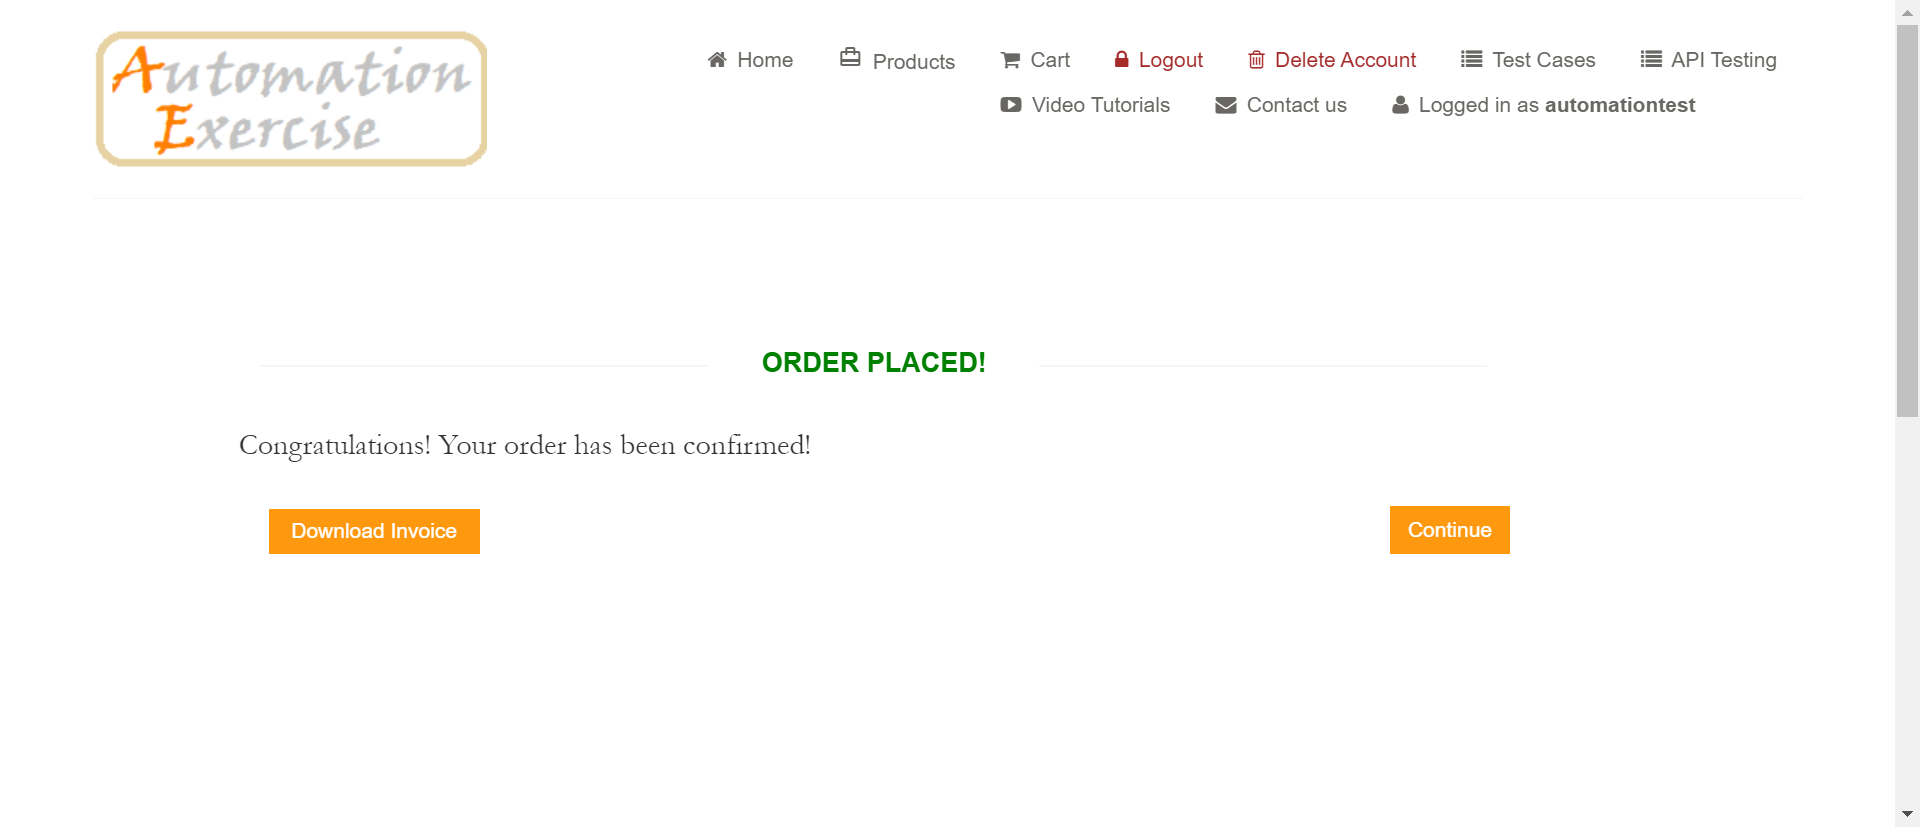 Automation
Exercise
Home Products Cart Logout Delete Account Test Cases API Testing
Video Tutorials Contact us Logged in as automationtest
ORDER PLACED!
Congratulations! Your order has been confirmed!
Download Invoice Continue